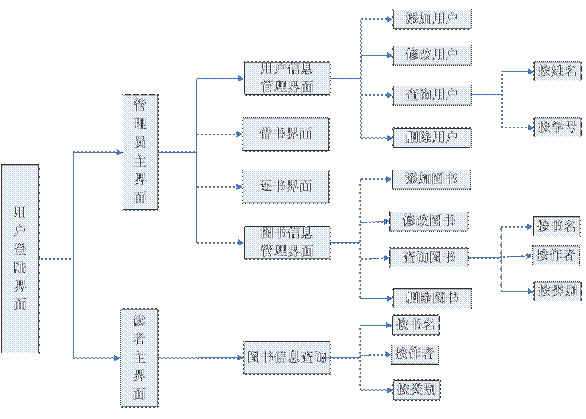 用户登陆界面
管理员主界面
读者主界面
用户信息
管理界面
借书界面
还书界面
图书信息
管理界面
图书信息查询
添加用户
修改用户
查询用户
删除用户
按姓名
按学号
添加图书
修改图书
查询图书
删除图书
按书名
按作者
按类别
按书名
按作者
按类别